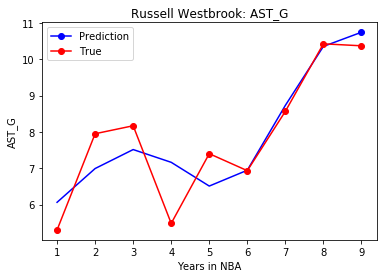 Russell Westbrook: AST_G
Prediction
True
11
10
9
8
7
6
AST_G
1 2 3 4 5 6 7 8 9
Years in NBA